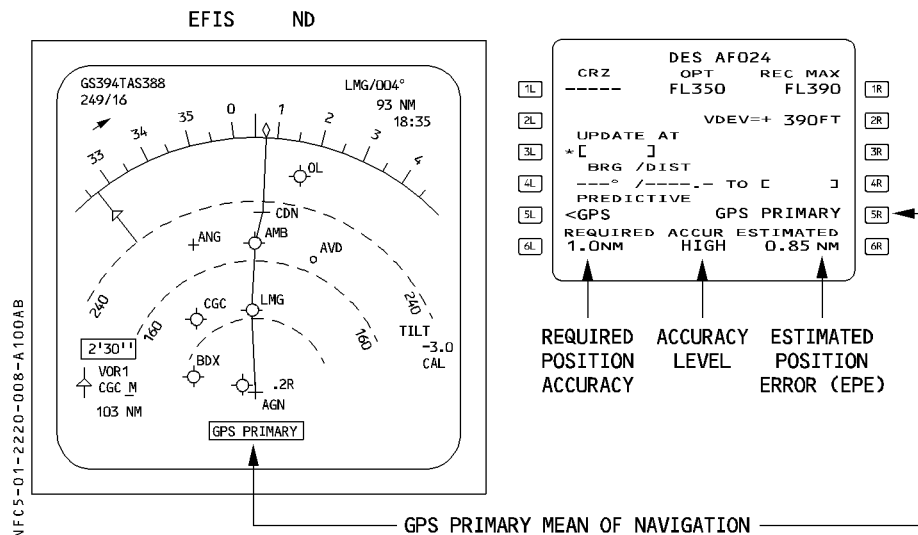 EFIS ND
GS394TAS388
249/16
LMG/004°
93 NM
18:35
33
34
35
0
1
2
3
4
OL
CDN
ANG
AMB
AVD
CGC
LMG
BDX
.2R
AGN
240
160
160
240
TILT
-3.0
CAL
2'30''
VOR1
CGC M
103 NM
GPS PRIMARY
DES AFO24
CRZ OPT REC MAX
1L ----- FL350 FL390 1R
2L VDEV=+ 390FT 2R
UPDATE AT
3L *[ ] 3R
BRG /DIST
4L ---° /----.- TO [ ] 4R
PREDICTIVE
5L <GPS GPS PRIMARY 5R
REQUIRED ACCUR ESTIMATED
6L 1.0NM HIGH 0.85 NM 6R
REQUIRED POSITION ACCURACY
ACCURACY LEVEL
ESTIMATED POSITION ERROR (EPE)
GPS PRIMARY MEAN OF NAVIGATION
NFC5-01-2220-008-A100AB